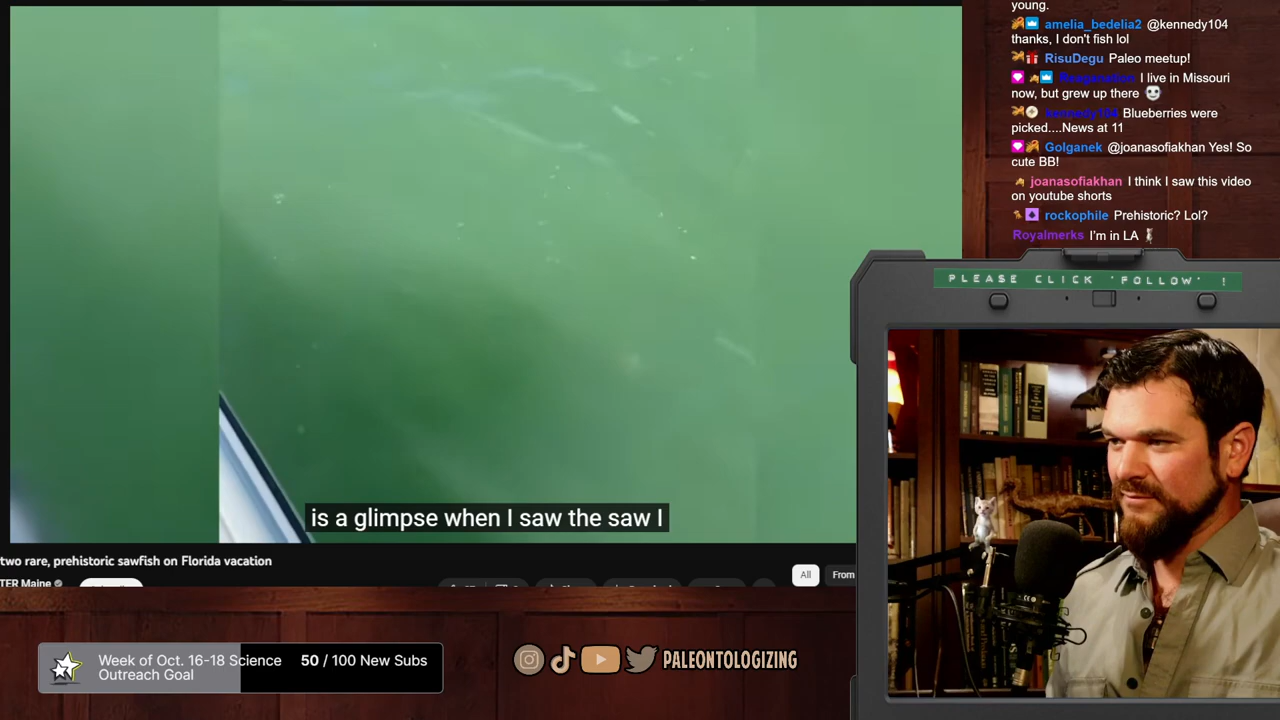 young.
amelia_bedelia2 @kennedy104
thanks, I don't fish lol
RisuDegu Paleo meetup!
I live in Missouri
now, but grew up there
kennedy104 Blueberries were
picked....News at 11
Golganek @joanasofiakhan Yes! So
cute BB!
joanasofiakhan I think I saw this video
on youtube shorts
rockophile Prehistoric? Lol?
Royalmerks I'm in LA
PLEASE CLICK 'FOLLOW' !
is a glimpse when I saw the saw I
two rare, prehistoric sawfish on Florida vacation
TER Maine
All From
Week of Oct. 16-18 Science
Outreach Goal
50 / 100 New Subs
PALEONTOLOGIZING